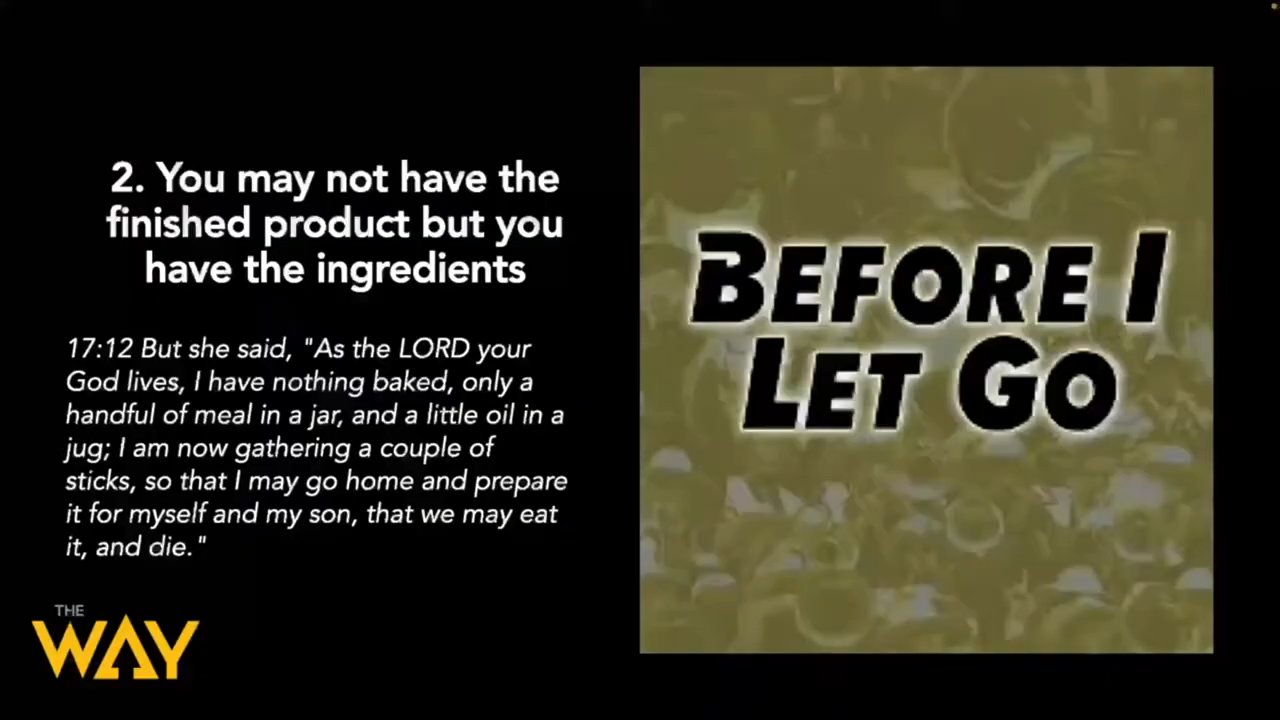 2. You may not have the
finished product but you
have the ingredients
17:12 But she said, "As the LORD your
God lives, I have nothing baked, only a
handful of meal in a jar, and a little oil in a
jug; I am now gathering a couple of
sticks, so that I may go home and prepare
it for myself and my son, that we may eat
it, and die."
THE
WAY
BEFORE I
LET GO